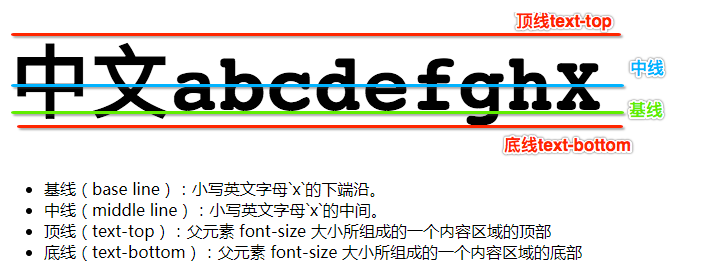 顶线text-top
中文abcdefghX
中线
基线
底线text-bottom
• 基线（base line）：小写英文字母`x`的下端沿。
• 中线（middle line）：小写英文字母`x`的中间。
• 顶线（text-top）：父元素 font-size 大小所组成的一个内容区域的顶部
• 底线（text-bottom）：父元素 font-size 大小所组成的一个内容区域的底部